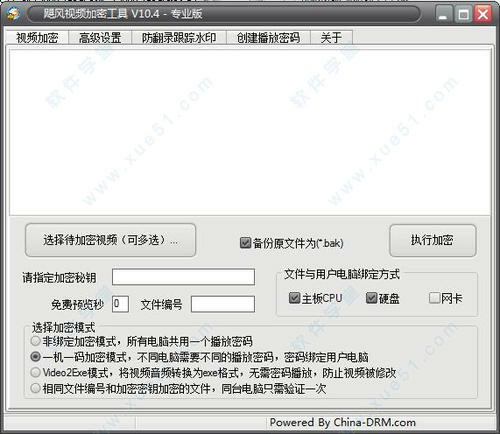 飓风视频加密工具 V10.4 - 专业版
视频加密 高级设置 防翻录跟踪水印 创建播放密码 关于
软件学堂
www.xue51.com
软件学堂
www.xue51.com
选择待加密视频（可多选）...
备份原文件为(*.bak)
执行加密
请指定加密秘钥
文件与用户电脑绑定方式
免费预览秒 0 文件编号
主板CPU 硬盘 网卡
选择加密模式
非绑定加密模式，所有电脑共用一个播放密码
一机一码加密模式，不同电脑需要不同的播放密码，密码绑定用户电脑
Video2Exe模式，将视频音频转换为exe格式，无需密码播放，防止视频被修改
相同文件编号和加密密钥加密的文件，同台电脑只需验证一次
Powered By China-DRM.com